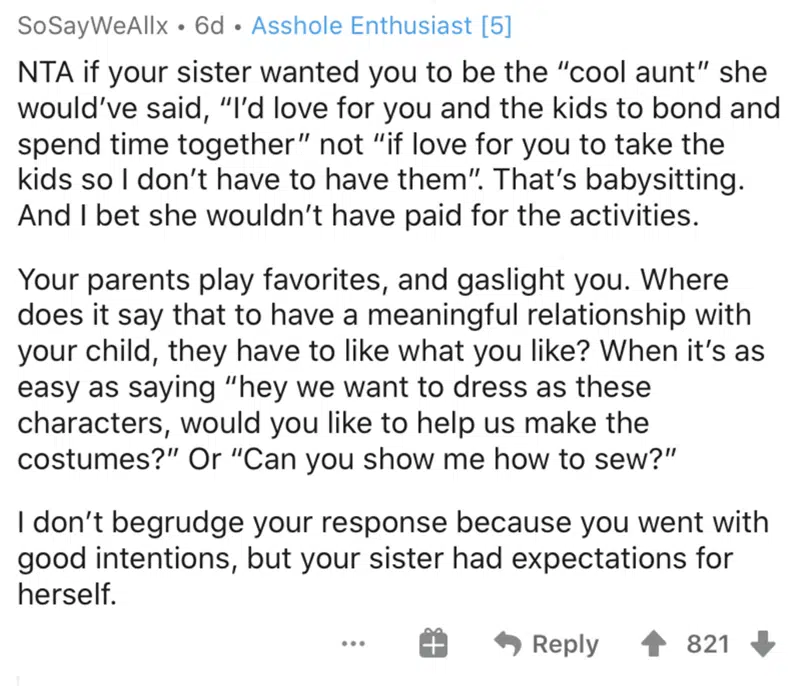 SoSayWeAllx • 6d • Asshole Enthusiast [5]
NTA if your sister wanted you to be the “cool aunt” she
would’ve said, “I’d love for you and the kids to bond and
spend time together” not “if love for you to take the
kids so I don’t have to have them”. That’s babysitting.
And I bet she wouldn’t have paid for the activities.
Your parents play favorites, and gaslight you. Where
does it say that to have a meaningful relationship with
your child, they have to like what you like? When it’s as
easy as saying “hey we want to dress as these
characters, would you like to help us make the
costumes?” Or “Can you show me how to sew?”
I don’t begrudge your response because you went with
good intentions, but your sister had expectations for
herself.
... Reply 821